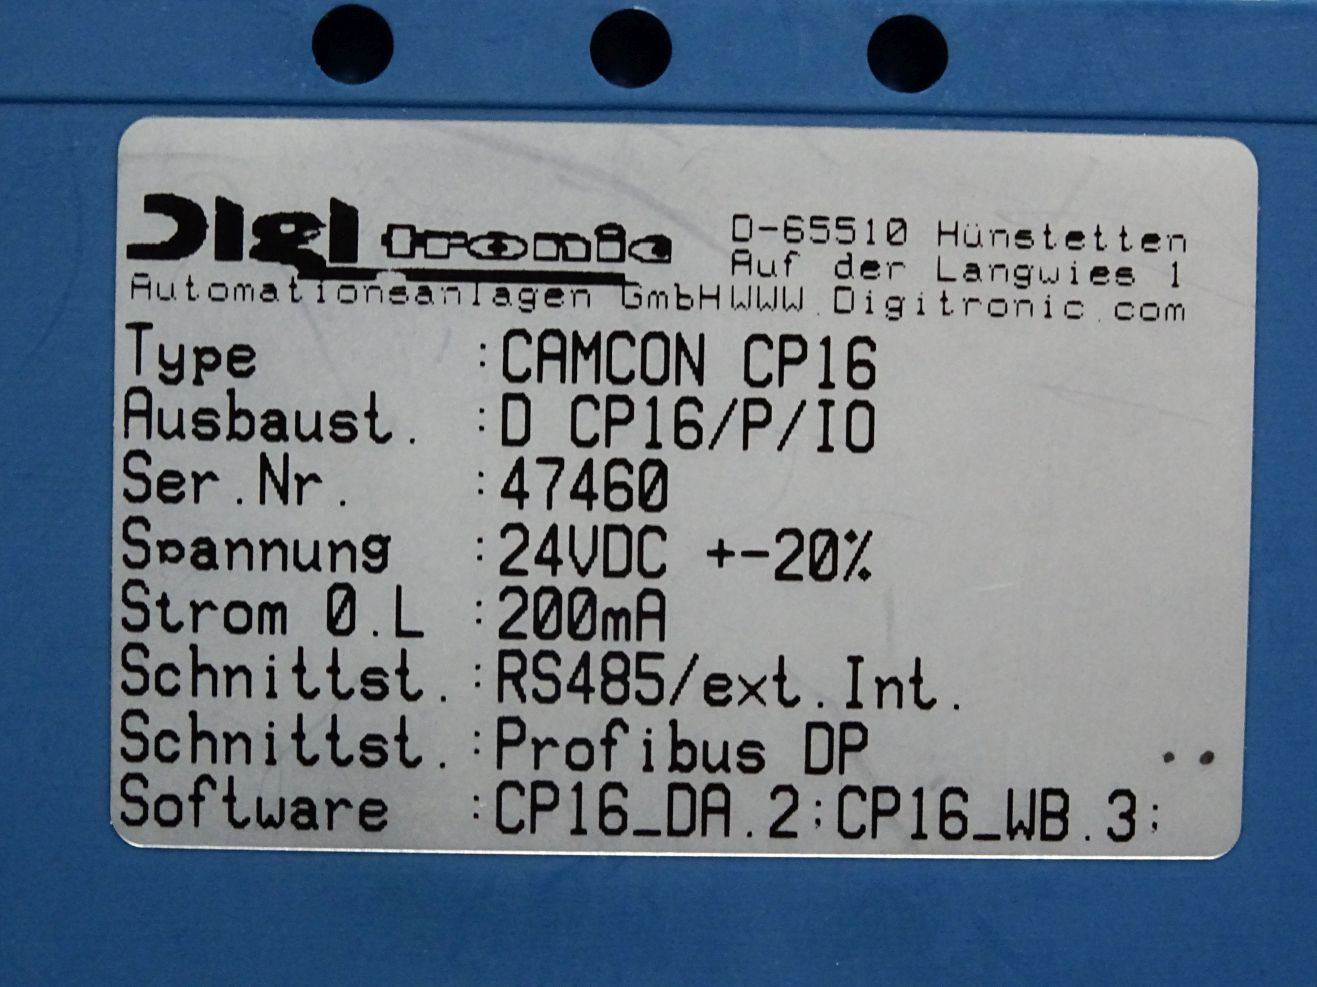 Digitronic D-65510 Hünstetten
Auf der Langwies 1
Automationsanlagen GmbH WWW.Digitronic.com
Type :CAMCON CP16
Ausbaust. :D CP16/P/IO
Ser.Nr. :47460
Spannung :24VDC +-20%
Strom 0.L :200mA
Schnittst. :RS485/ext.Int.
Schnittst. :Profibus DP
Software :CP16_DA.2;CP16_WB.3;